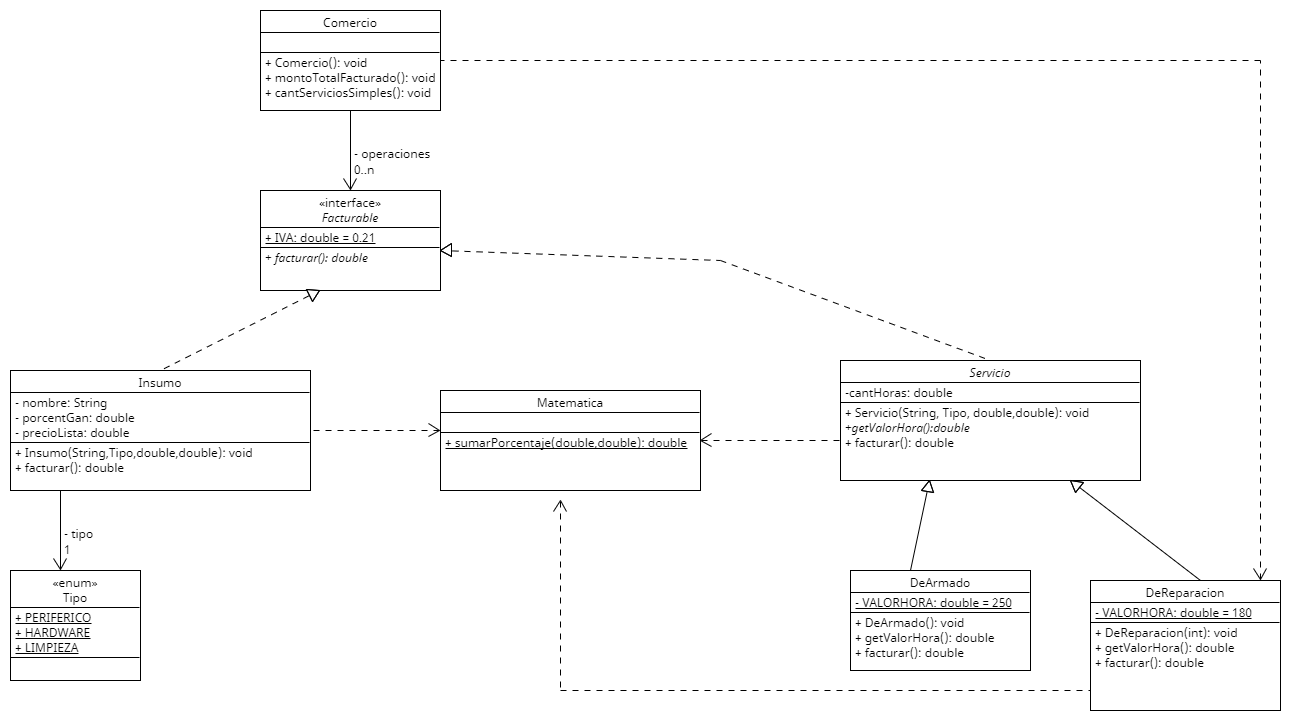 Comercio
+ Comercio(): void
+ montoTotalFacturado(): void
+ cantServiciosSimples(): void
- operaciones
0..n
«interface»
Facturable
+ IVA: double = 0.21
+ facturar(): double
Insumo
- nombre: String
- porcentGan: double
- precioLista: double
+ Insumo(String,Tipo,double,double): void
+ facturar(): double
Matematica
+ sumarPorcentaje(double,double): double
Servicio
-cantHoras: double
+ Servicio(String, Tipo, double,double): void
+getValorHora():double
+ facturar(): double
- tipo
1
«enum»
Tipo
+ PERIFERICO
+ HARDWARE
+ LIMPIEZA
DeArmado
- VALORHORA: double = 250
+ DeArmado(): void
+ getValorHora(): double
+ facturar(): double
DeReparacion
- VALORHORA: double = 180
+ DeReparacion(int): void
+ getValorHora(): double
+ facturar(): double